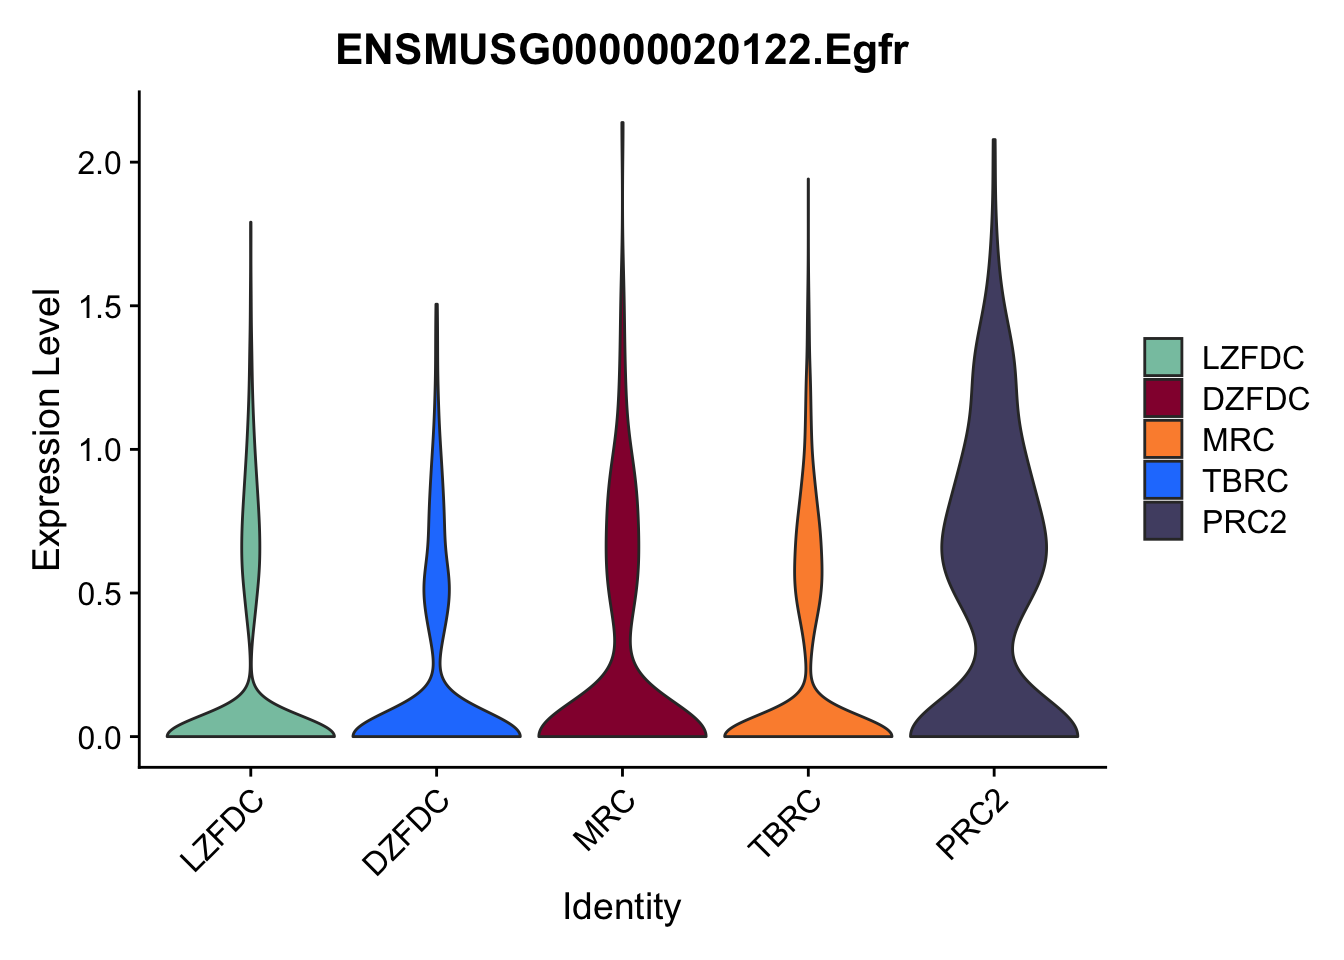 ENSMUSG00000020122.Egfr
Expression Level
2.0
1.5
1.0
0.5
0.0
LZFDC
DZFDC
MRC
TBRC
PRC2
Identity
LZFDC
DZFDC
MRC
TBRC
PRC2